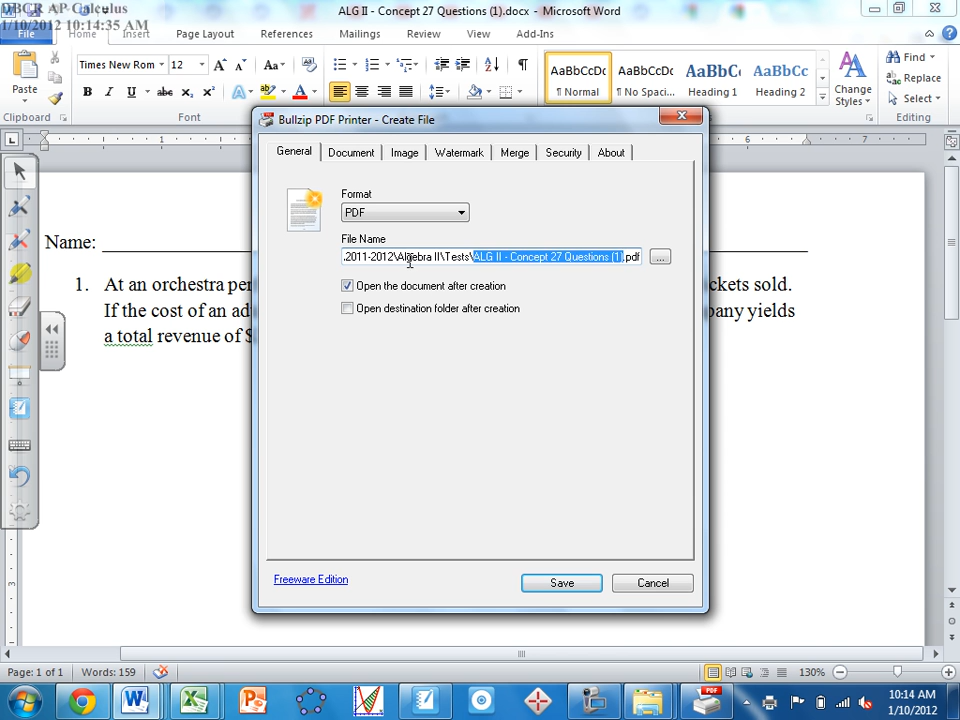 DBCR AP Calculus
1/10/2012 10:14:35 AM
ALG II - Concept 27 Questions (1).docx - Microsoft Word
File Home Insert Page Layout References Mailings Review View Add-Ins
Times New Rom 12
Paste
Clipboard
Font
AaBbCcDc AaBbCcDc AaBbC AaBbCc
¶ Normal ¶ No Spaci... Heading 1 Heading 2
Change Styles
Find
Replace
Select
Editing
Bullzip PDF Printer - Create File
General Document Image Watermark Merge Security About
Format
PDF
File Name
.2011-2012\Algebra II\Tests\ALG II - Concept 27 Questions (1).pdf
...
Open the document after creation
Open destination folder after creation
Freeware Edition
Save Cancel
Name:
1. At an orchestra per
ckets sold.
If the cost of an ad
pany yields
a total revenue of $
Page: 1 of 1 Words: 159 130%
10:14 AM
1/10/2012